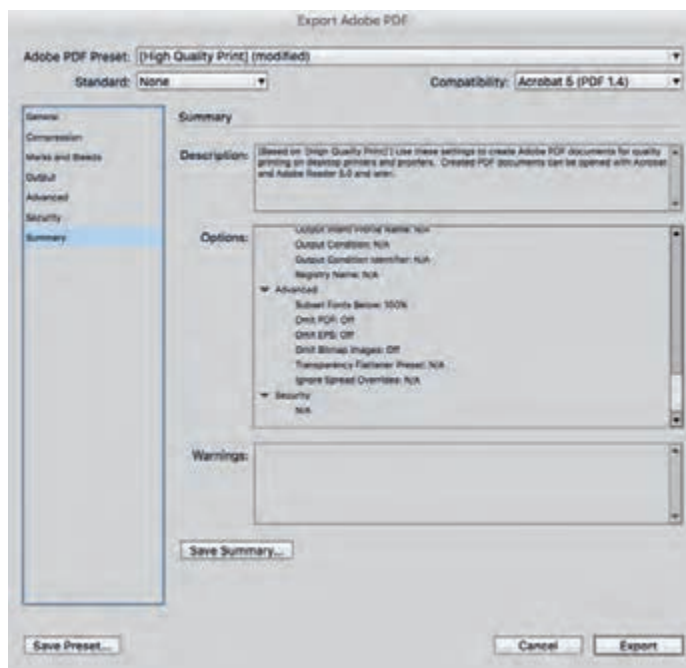 Export Adobe PDF
Adobe PDF Preset: [High Quality Print] (modified)
Standard: None
Compatibility: Acrobat 5 (PDF 1.4)
General
Compression
Marks and Bleeds
Output
Advanced
Security
Summary
Summary
Description: [Based on '[High Quality Print]'] Use these settings to create Adobe PDF documents for quality
printing on desktop printers and proofers. Created PDF documents can be opened with Acrobat
and Adobe Reader 5.0 and later.
Options:
Output Intent Profile Name: N/A
Output Condition: N/A
Output Condition Identifier: N/A
Registry Name: N/A
Advanced
Subset Fonts Below: 100%
Omit PDF: Off
Omit EPS: Off
Omit Bitmap Images: Off
Transparency Flattener Preset: N/A
Ignore Spread Overrides: N/A
Security
N/A
Warnings:
Save Summary...
Save Preset...
Cancel
Export